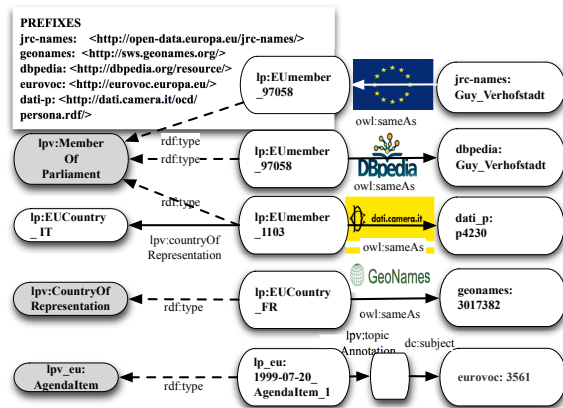 PREFIXES
jrc-names: <http://open-data.europa.eu/jrc-names/>
geonames: <http://sws.geonames.org/>
dbpedia: <http://dbpedia.org/resource/>
eurovoc: <http://eurovoc.europa.eu/>
dati-p: <http://dati.camera.it/ocd/
persona.rdf/>
lp:EUmember
_97058
jrc-names:
Guy_Verhofstadt
owl:sameAs
rdf:type
lpv:Member
Of
Parliament
rdf:type
lp:EUmember
_97058
DBpedia
owl:sameAs
dbpedia:
Guy_Verhofstadt
rdf:type
lp:EUCountry
_IT
lpv:countryOf
Representation
lp:EUmember
_1103
dati.camera.it
owl:sameAs
dati_p:
p4230
lpv:CountryOf
Representation
rdf:type
lp:EUCountry
_FR
GeoNames
owl:sameAs
geonames:
3017382
lpv_eu:
AgendaItem
rdf:type
lp_eu:
1999-07-20_
AgendaItem_1
lpv:topic
Annotation
dc:subject
eurovoc: 3561